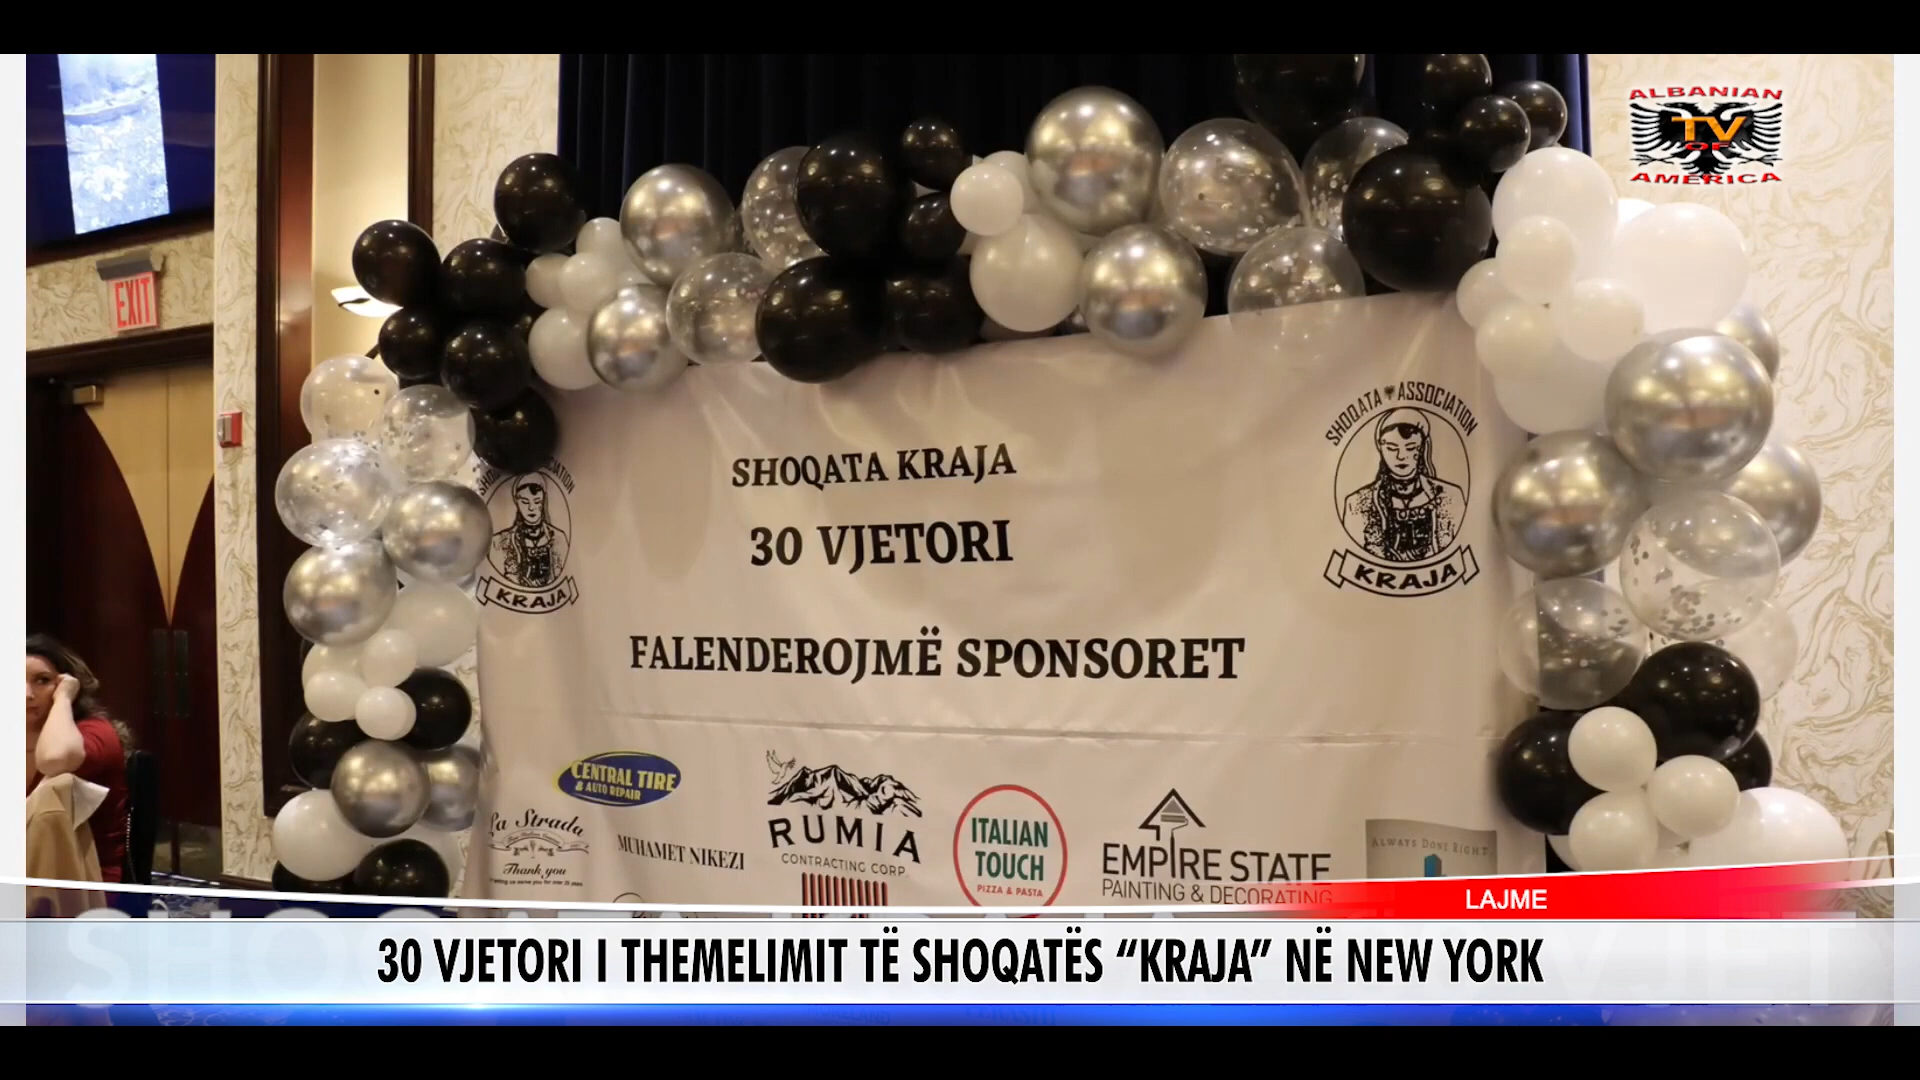 ALBANIAN
TV
OF
AMERICA
EXIT
SHOQATA ASSOCIATION
KRAJA
SHOQATA KRAJA
30 VJETORI
FALENDEROJMË SPONSORET
KRAJA
CENTRAL TIRE
& AUTO REPAIR
La Strada
Thank you
MUHAMET NIKEZI
RUMIA
CONTRACTING CORP.
ITALIAN
TOUCH
PIZZA & PASTA
EMPIRE STATE
PAINTING & DECORATING
ALWAYS DONE RIGHT
LAJME
30 VJETORI I THEMELIMIT TË SHOQATËS “KRAJA” NË NEW YORK